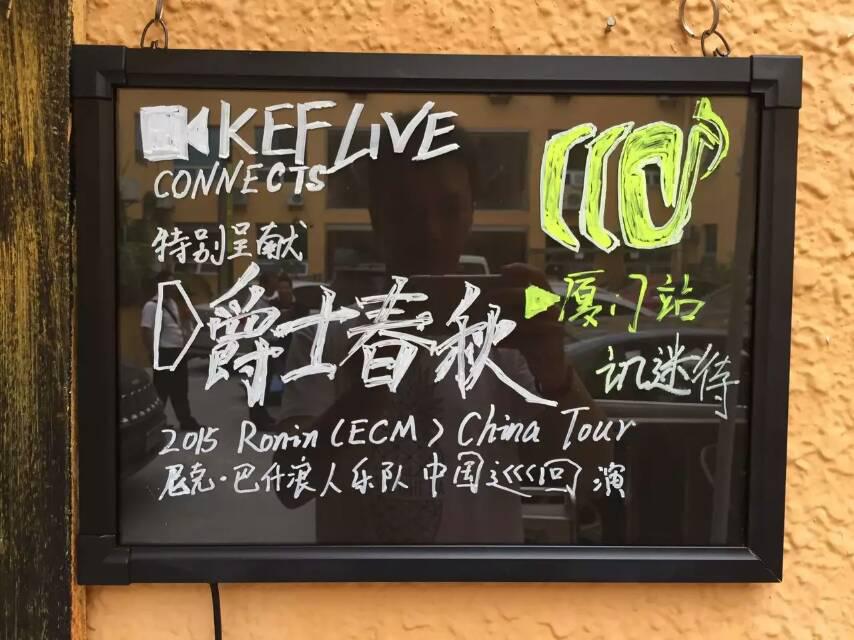 KEF LIVE
CONNECTS
特别呈献
爵士春秋
厦门站
讥迷待
2015 Ronin (ECM) China Tour
尼克·巴什浪人乐队 中国巡回演